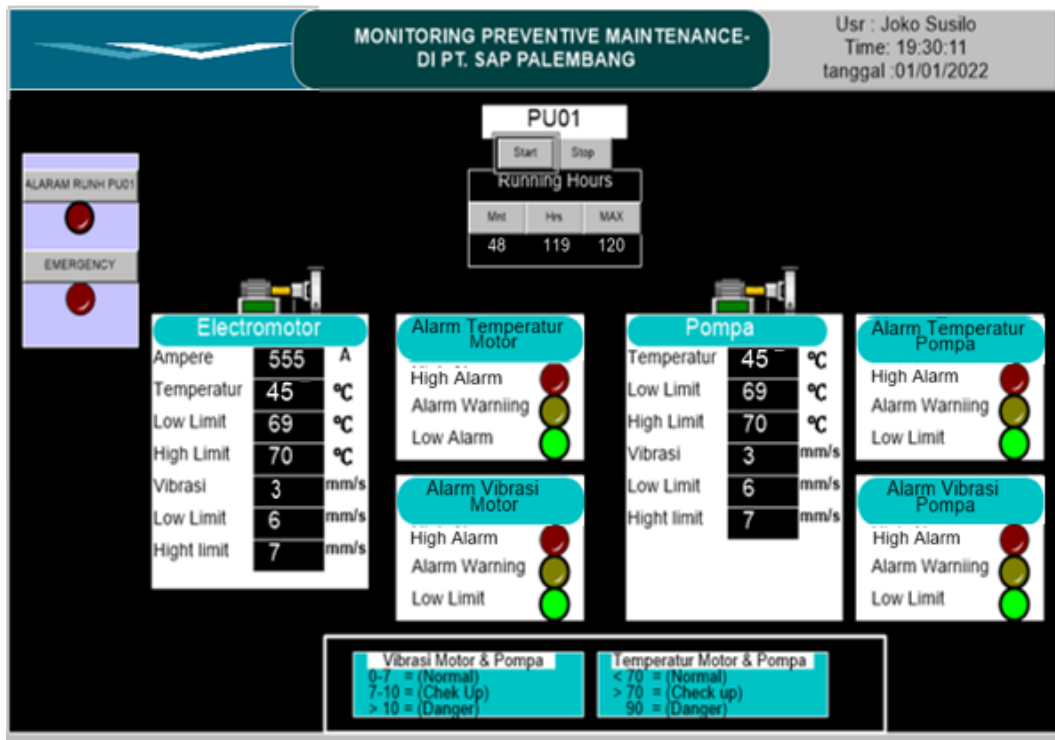 MONITORING PREVENTIVE MAINTENANCE-
DI PT. SAP PALEMBANG
Usr : Joko Susilo
Time: 19:30:11
tanggal :01/01/2022
PU01
Start Stop
Running Hours
Mnt Hrs MAX
48 119 120
ALARAM RUNH PU01
EMERGENCY
Electromotor
Ampere 555 A
Temperatur 45 ℃
Low Limit 69 ℃
High Limit 70 ℃
Vibrasi 3 mm/s
Low Limit 6 mm/s
Hight limit 7 mm/s
Alarm Temperatur
Motor
High Alarm
Alarm Warniing
Low Alarm
Alarm Vibrasi
Motor
High Alarm
Alarm Warning
Low Limit
Pompa
Temperatur 45 ℃
Low Limit 69 ℃
High Limit 70 ℃
Vibrasi 3 mm/s
Low Limit 6 mm/s
Hight limit 7 mm/s
Alarm Temperatur
Pompa
High Alarm
Alarm Warniing
Low Limit
Alarm Vibrasi
Pompa
High Alarm
Alarm Warniing
Low Limit
Vibrasi Motor & Pompa
0-7 = (Normal)
7-10 = (Chek Up)
> 10 = (Danger)
Temperatur Motor & Pompa
< 70 = (Normal)
> 70 = (Check up)
90 = (Danger)